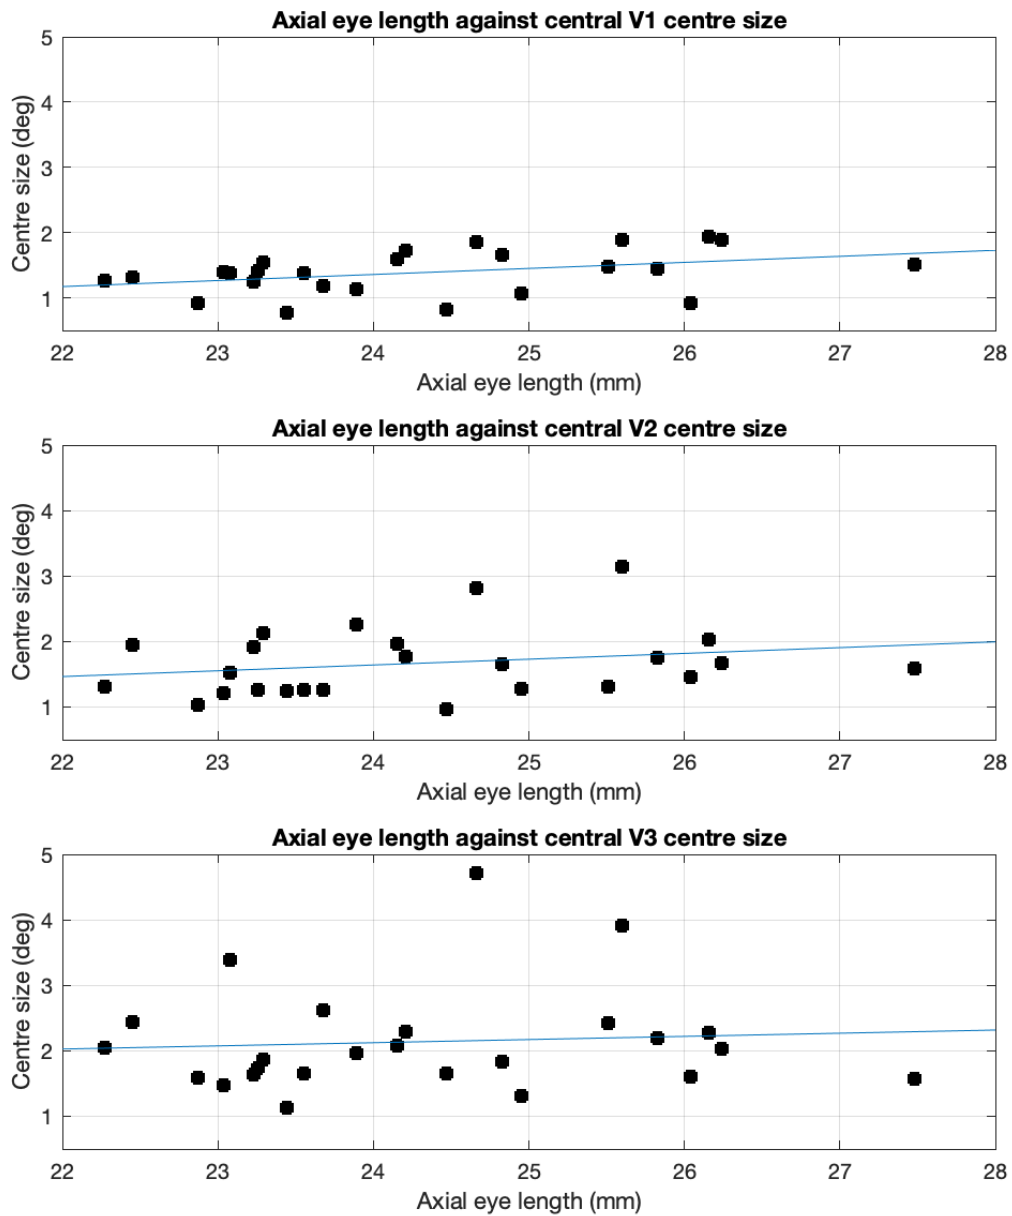 Axial eye length against central V1 centre size
5
4
3
2
1
Centre size (deg)
22 23 24 25 26 27 28
Axial eye length (mm)
Axial eye length against central V2 centre size
5
4
3
2
1
Centre size (deg)
22 23 24 25 26 27 28
Axial eye length (mm)
Axial eye length against central V3 centre size
5
4
3
2
1
Centre size (deg)
22 23 24 25 26 27 28
Axial eye length (mm)